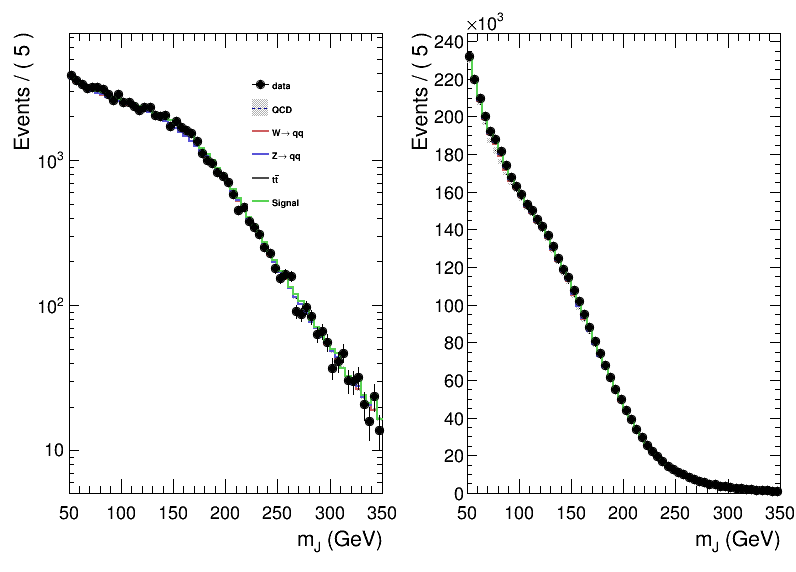 Events / ( 5 )
10³
10²
10
data
QCD
W → qq
Z → qq
tt̄
Signal
50 100 150 200 250 300 350
m_J (GeV)
×10³
Events / ( 5 )
240
220
200
180
160
140
120
100
80
60
40
20
0
50 100 150 200 250 300 350
m_J (GeV)